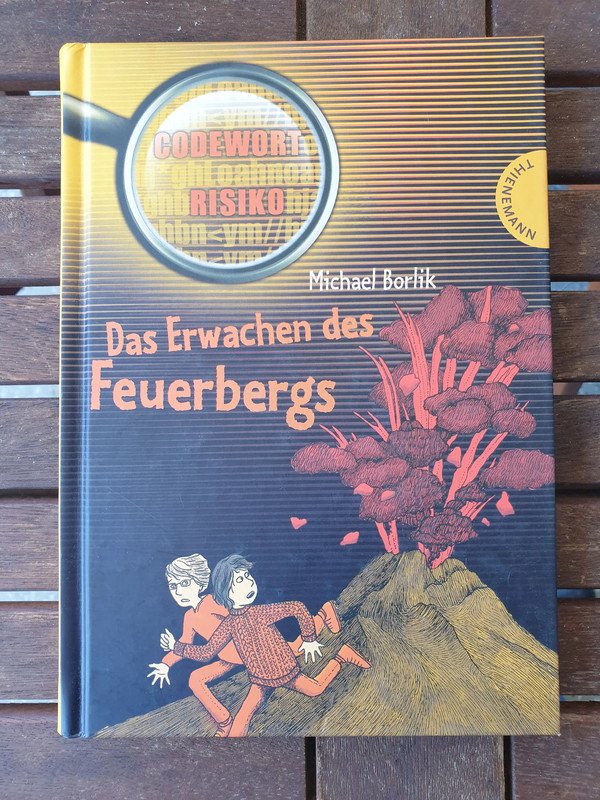 CODEWORT
RISIKO
THIENEMANN
Michael Borlik
Das Erwachen des
Feuerbergs